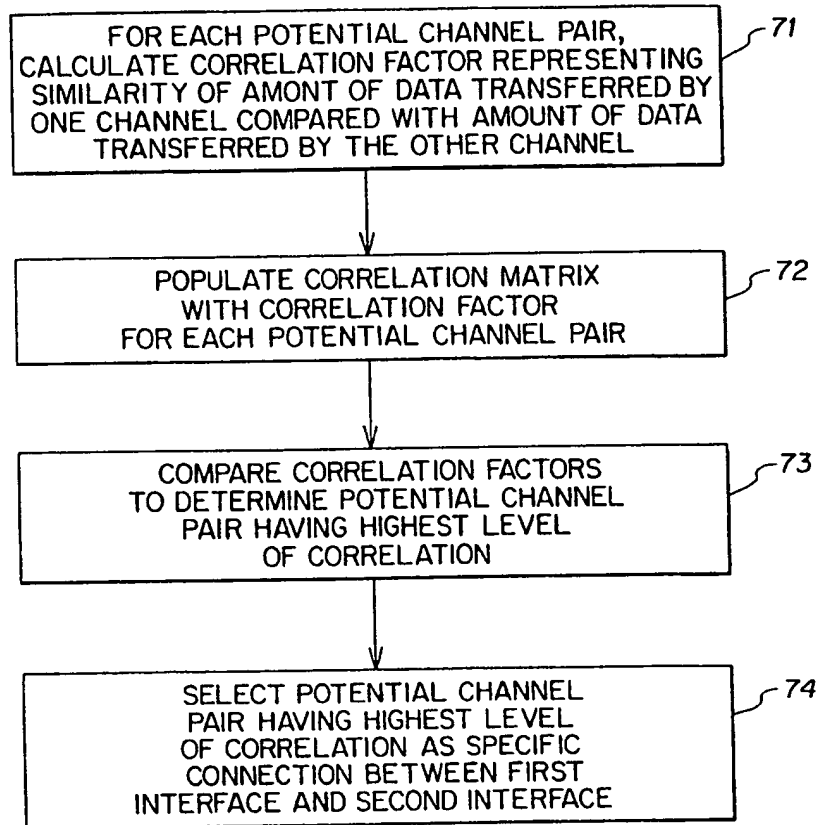 FOR EACH POTENTIAL CHANNEL PAIR,
CALCULATE CORRELATION FACTOR REPRESENTING
SIMILARITY OF AMONT OF DATA TRANSFERRED BY
ONE CHANNEL COMPARED WITH AMOUNT OF DATA
TRANSFERRED BY THE OTHER CHANNEL
71
POPULATE CORRELATION MATRIX
WITH CORRELATION FACTOR
FOR EACH POTENTIAL CHANNEL PAIR
72
COMPARE CORRELATION FACTORS
TO DETERMINE POTENTIAL CHANNEL
PAIR HAVING HIGHEST LEVEL
OF CORRELATION
73
SELECT POTENTIAL CHANNEL
PAIR HAVING HIGHEST LEVEL
OF CORRELATION AS SPECIFIC
CONNECTION BETWEEN FIRST
INTERFACE AND SECOND INTERFACE
74